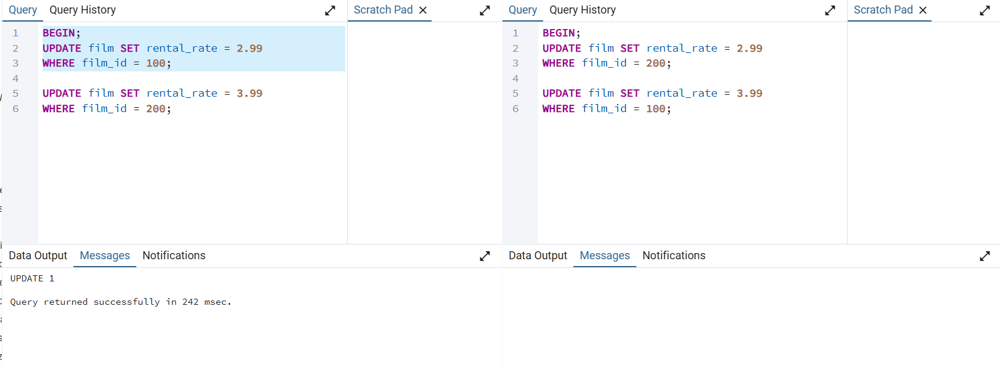 Query Query History
Scratch Pad ×
1 BEGIN;
2 UPDATE film SET rental_rate = 2.99
3 WHERE film_id = 100;
4
5 UPDATE film SET rental_rate = 3.99
6 WHERE film_id = 200;
Data Output Messages Notifications
UPDATE 1
Query returned successfully in 242 msec.
Query Query History
Scratch Pad ×
1 BEGIN;
2 UPDATE film SET rental_rate = 2.99
3 WHERE film_id = 200;
4
5 UPDATE film SET rental_rate = 3.99
6 WHERE film_id = 100;
Data Output Messages Notifications